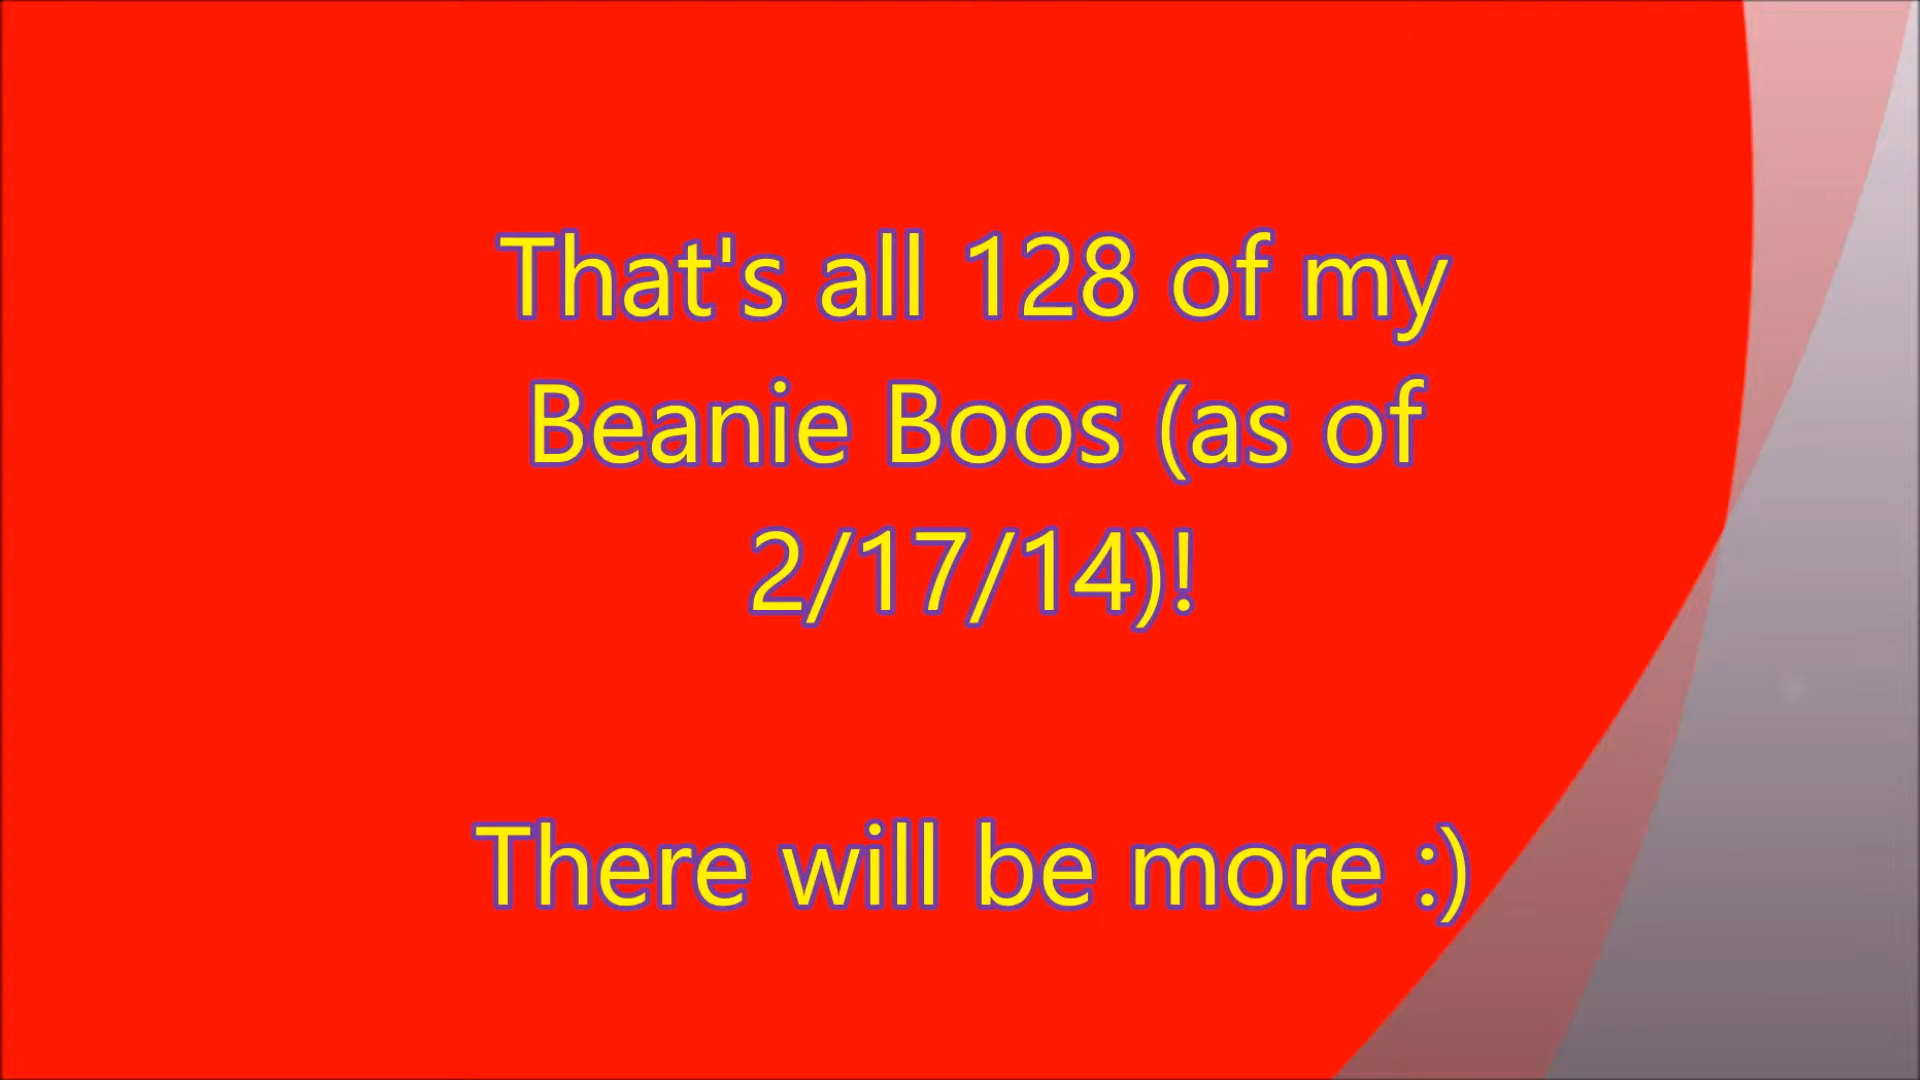 That's all 128 of my
Beanie Boos (as of
2/17/14)!
There will be more :)